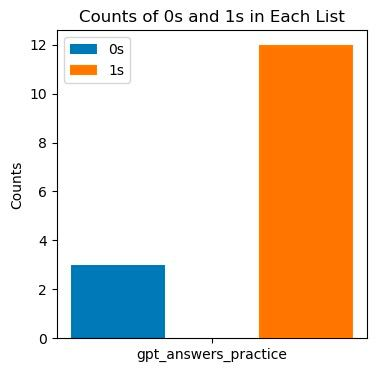 Counts of 0s and 1s in Each List
0s
1s
12
10
8
6
4
2
0
Counts
gpt_answers_practice